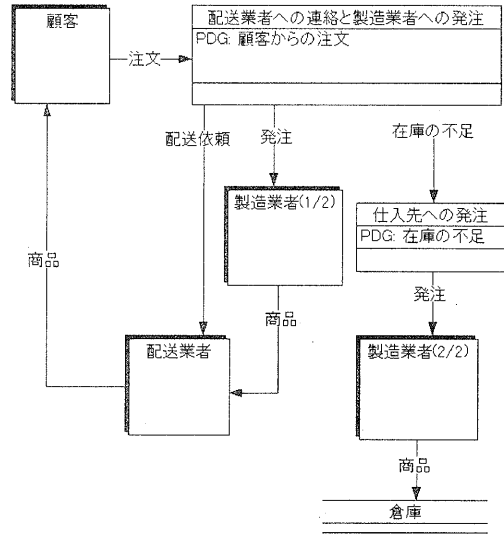 顧客
注文
配送業者への連絡と製造業者への発注
PDG: 顧客からの注文
配送依頼
発注
在庫の不足
製造業者(1/2)
仕入先への発注
PDG: 在庫の不足
商品
商品
発注
配送業者
製造業者(2/2)
商品
倉庫